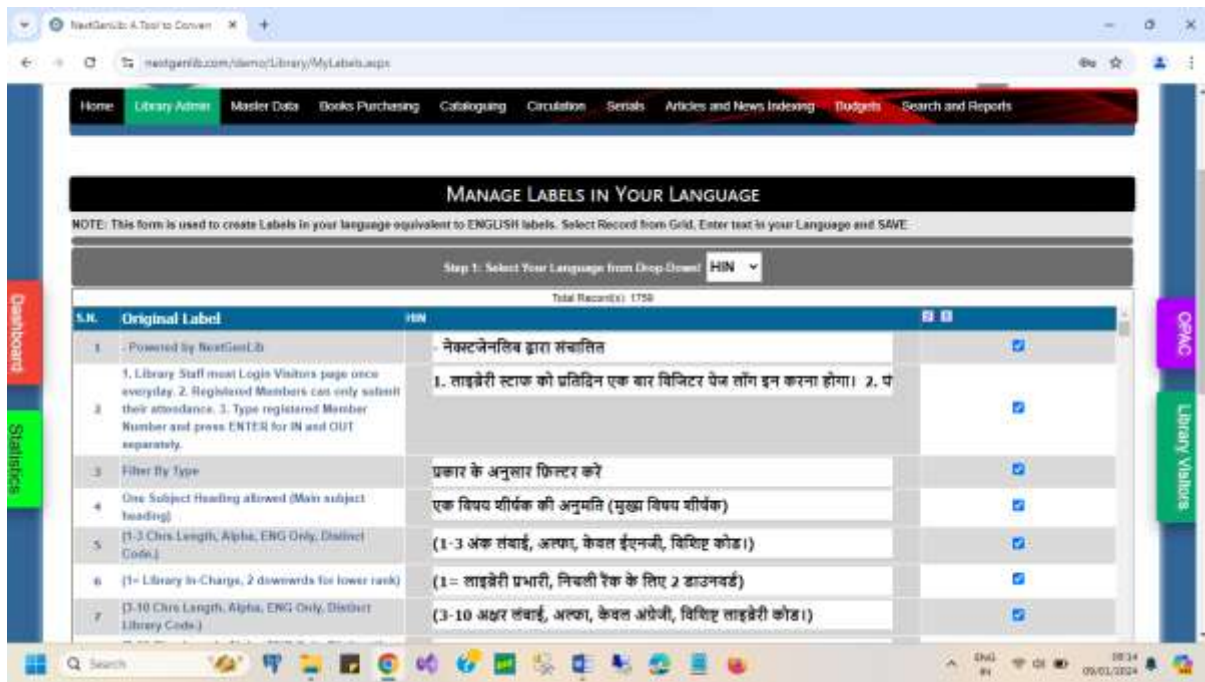 NextGenLib: A Tool to Conver
nextgenlib.com/demo/Library/MyLabels.aspx
Home Library Admin Master Data Books Purchasing Cataloguing Circulation Serials Articles and News Indexing Budgets Search and Reports
MANAGE LABELS IN YOUR LANGUAGE
NOTE: This form is used to create Labels in your language equivalent to ENGLISH labels. Select Record from Grid, Enter text in your Language and SAVE
Step 1: Select Your Language from Drop-Down! HIN
Total Record(s): 1759
S.N. Original Label HIN
1 - Powered by NextGenLib - नेक्स्टजेनलिब द्वारा संचालित
1. Library Staff must Login Visitors page once
everyday. 2. Registered Members can only submit
2 their attendance. 3. Type registered Member
Number and press ENTER for IN and OUT
separately.
1. लाइब्रेरी स्टाफ को प्रतिदिन एक बार विजिटर पेज लॉग इन करना होगा। 2. पं
3 Filter By Type प्रकार के अनुसार फ़िल्टर करें
4 One Subject Heading allowed (Main subject
heading)
एक विषय शीर्षक की अनुमति (मुख्य विषय शीर्षक)
5 (1-3 Chrs Length, Alpha, ENG Only, Distinct
Code.)
(1-3 अंक लंबाई, अल्फा, केवल ईएनजी, विशिष्ट कोड।)
6 (1= Library In-Charge, 2 downwords for lower rank) (1= लाइब्रेरी प्रभारी, निचली रैंक के लिए 2 डाउनवर्ड)
7 (3-10 Chrs Length, Alpha, ENG Only, Distinct
Library Code.)
(3-10 अक्षर लंबाई, अल्फा, केवल अंग्रेजी, विशिष्ट लाइब्रेरी कोड।)
Dashboard
Statistics
OPAC
Library Visitors
Search
ENG
IN
09/01/2024